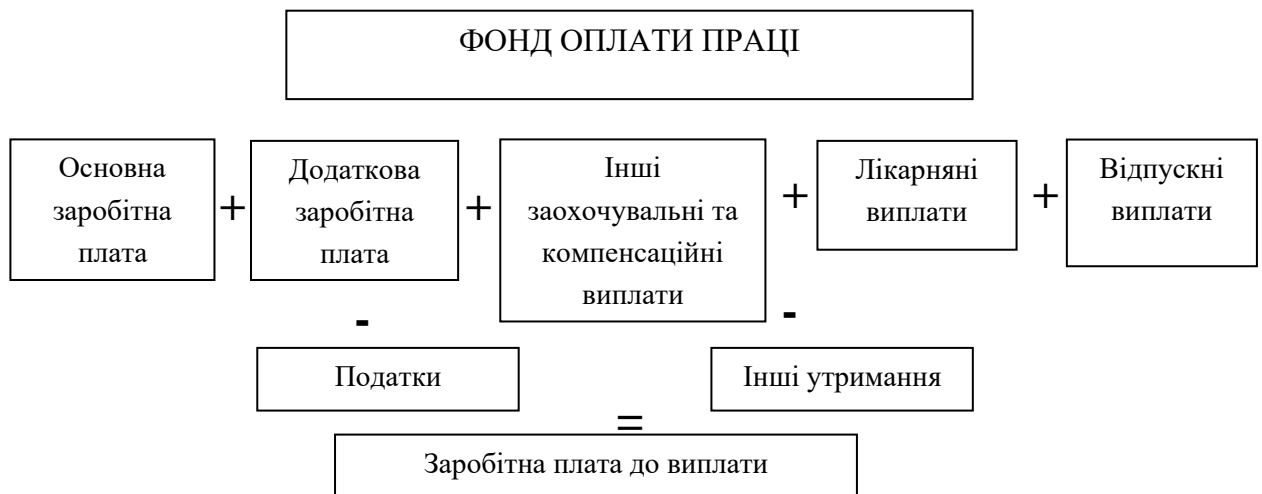 ФОНД ОПЛАТИ ПРАЦІ
Основна
заробітна
плата
+
Додаткова
заробітна
плата
+
Інші
заохочувальні та
компенсаційні
виплати
+
Лікарняні
виплати
+
Відпускні
виплати
-
-
Податки
Інші утримання
=
Заробітна плата до виплати